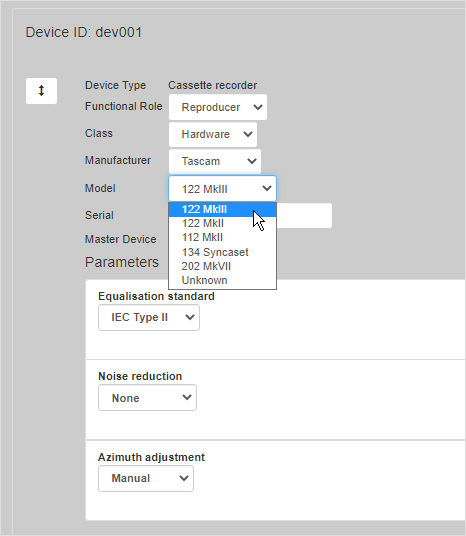 Device ID: dev001
Device Type Cassette recorder
Functional Role Reproducer
Class Hardware
Manufacturer Tascam
Model 122 MkIII
Serial 122 MkIII
122 MkII
Master Device 112 MkII
134 Syncaset
Parameters 202 MkVII
Unknown
Equalisation standard
IEC Type II
Noise reduction
None
Azimuth adjustment
Manual